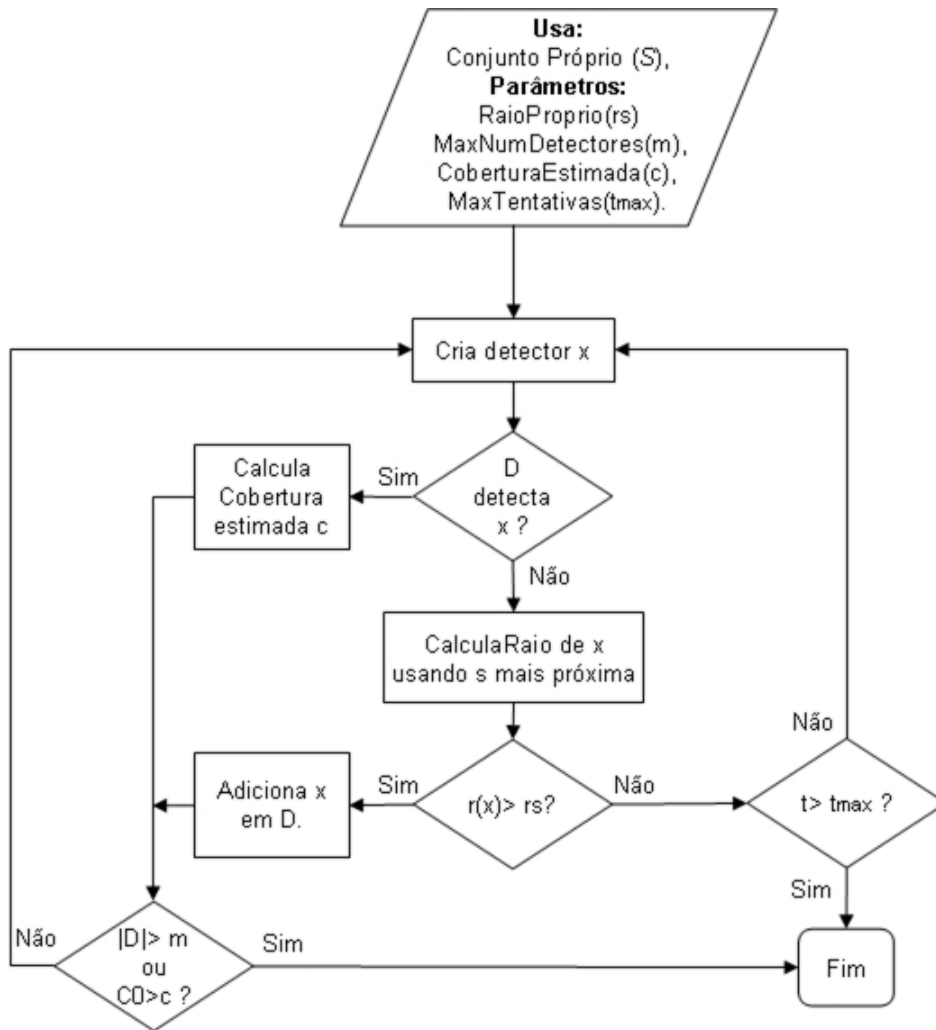 Usa:
Conjunto Próprio (S),
Parâmetros:
RaioProprio(rs)
MaxNumDetectores(m),
CoberturaEstimada(c),
MaxTentativas(tmax).
Cria detector x
D
detecta
x ?
Sim
Calcula
Cobertura
estimada c
Não
CalculaRaio de x
usando s mais próxima
r(x)> rs?
Sim
Adiciona x
em D.
Não
t> tmax ?
Não
Sim
|D|> m
ou
C0>c ?
Não
Sim
Fim